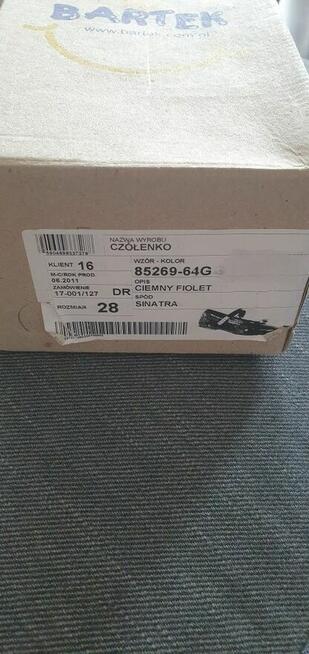 BARTEK
www.bartek.com.pl
NAZWA WYROBU
CZÓŁENKO
KLIENT 16
WZÓR - KOLOR
85269-64G
M-C/ROK PROD.
06.2011
OPIS
CIEMNY FIOLET
ZAMÓWIENIE
17-001/127
DR
SPÓD
SINATRA
ROZMIAR 28